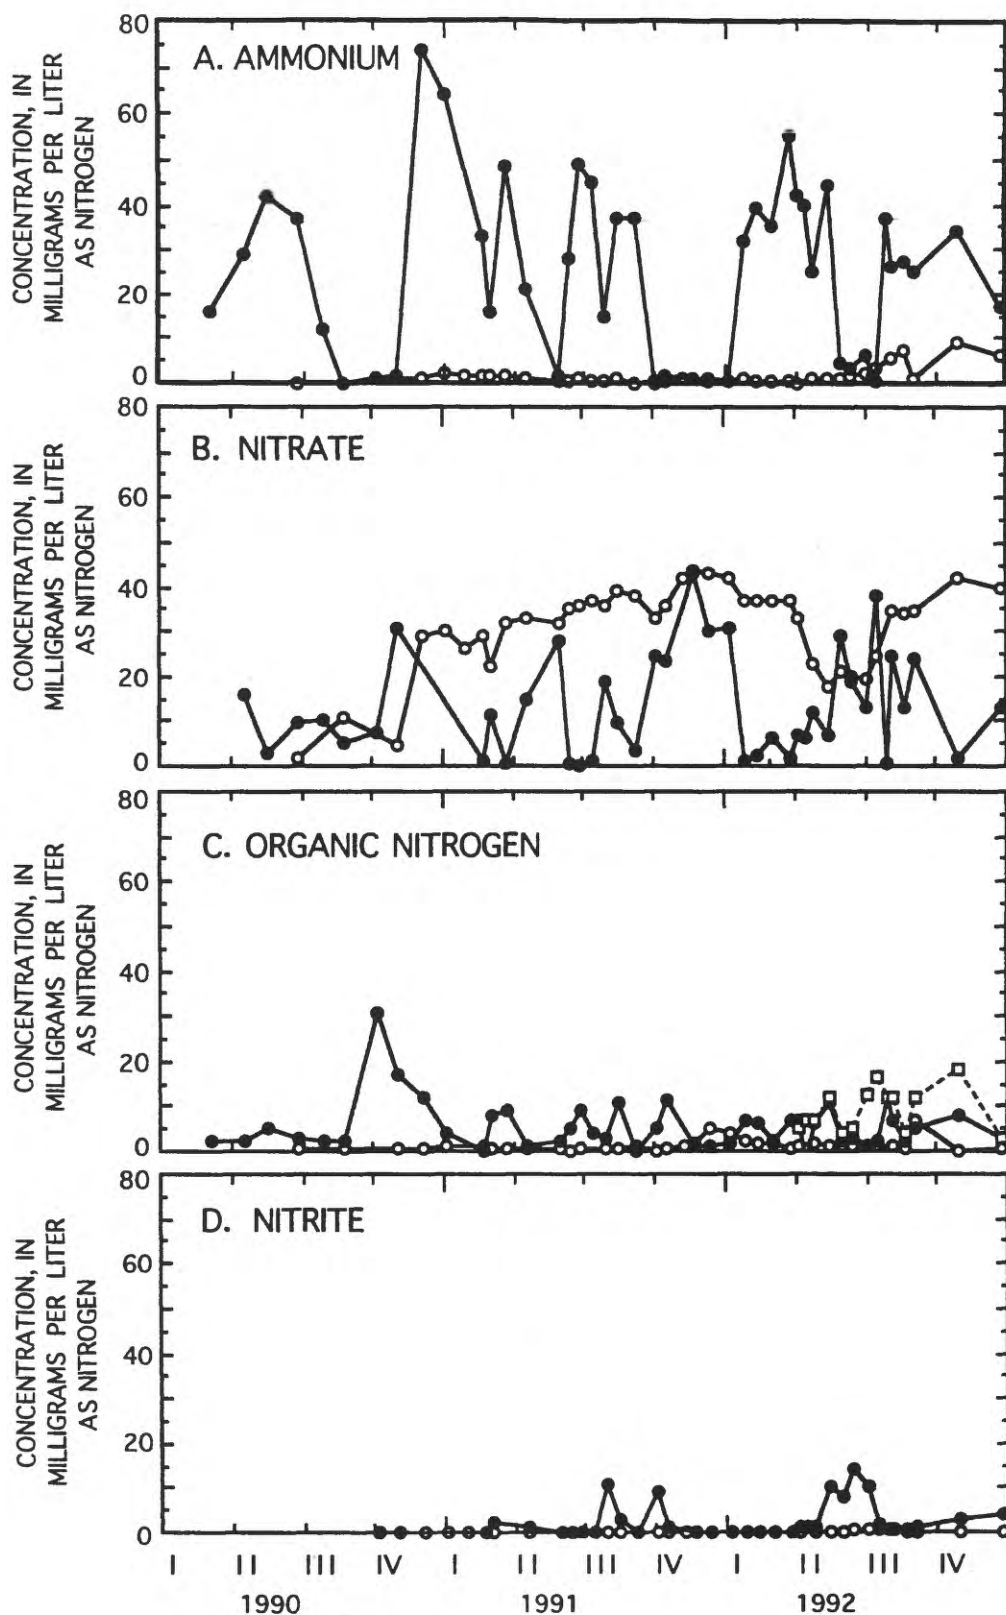 CONCENTRATION, IN
MILLIGRAMS PER LITER
AS NITROGEN
80
60
40
20
0
A. AMMONIUM
CONCENTRATION, IN
MILLIGRAMS PER LITER
AS NITROGEN
80
60
40
20
0
B. NITRATE
CONCENTRATION, IN
MILLIGRAMS PER LITER
AS NITROGEN
80
60
40
20
0
C. ORGANIC NITROGEN
CONCENTRATION, IN
MILLIGRAMS PER LITER
AS NITROGEN
80
60
40
20
0
D. NITRITE
I II III IV I II III IV I II III IV
1990 1991 1992